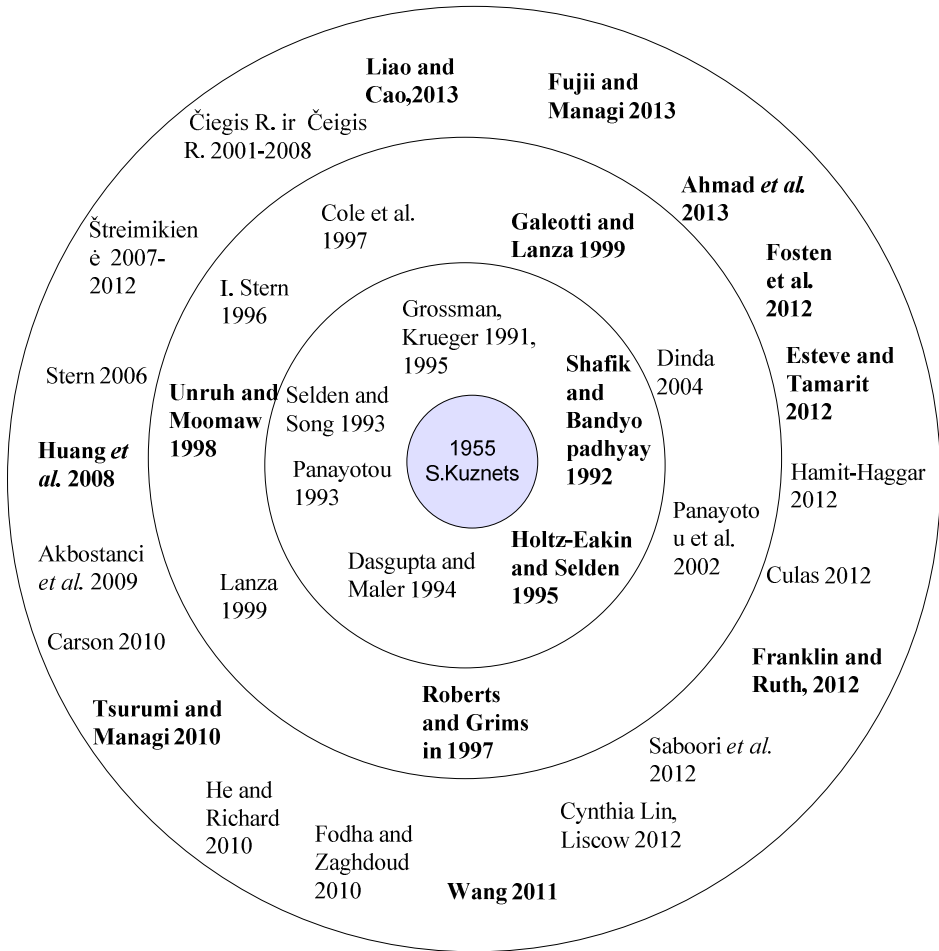 Liao and
Cao,2013
Fujii and
Managi 2013
Čiegis R. ir Čeigis
R. 2001-2008
Ahmad et al.
2013
Štreimikien
ė 2007-
2012
Cole et al.
1997
Galeotti and
Lanza 1999
Fosten
et al.
2012
I. Stern
1996
Grossman,
Krueger 1991,
1995
Stern 2006
Unruh and
Moomaw
1998
Selden and
Song 1993
Shafik
and
Bandyo
padhyay
1992
Dinda
2004
Esteve and
Tamarit
2012
Huang et
al. 2008
1955
S.Kuznets
Panayotou
1993
Hamit-Haggar
2012
Akbostanci
et al. 2009
Lanza
1999
Dasgupta and
Maler 1994
Holtz-Eakin
and Selden
1995
Panayoto
u et al.
2002
Culas 2012
Carson 2010
Franklin and
Ruth, 2012
Tsurumi and
Managi 2010
Roberts
and Grims
in 1997
Saboori et al.
2012
He and
Richard
2010
Fodha and
Zaghdoud
2010
Cynthia Lin,
Liscow 2012
Wang 2011